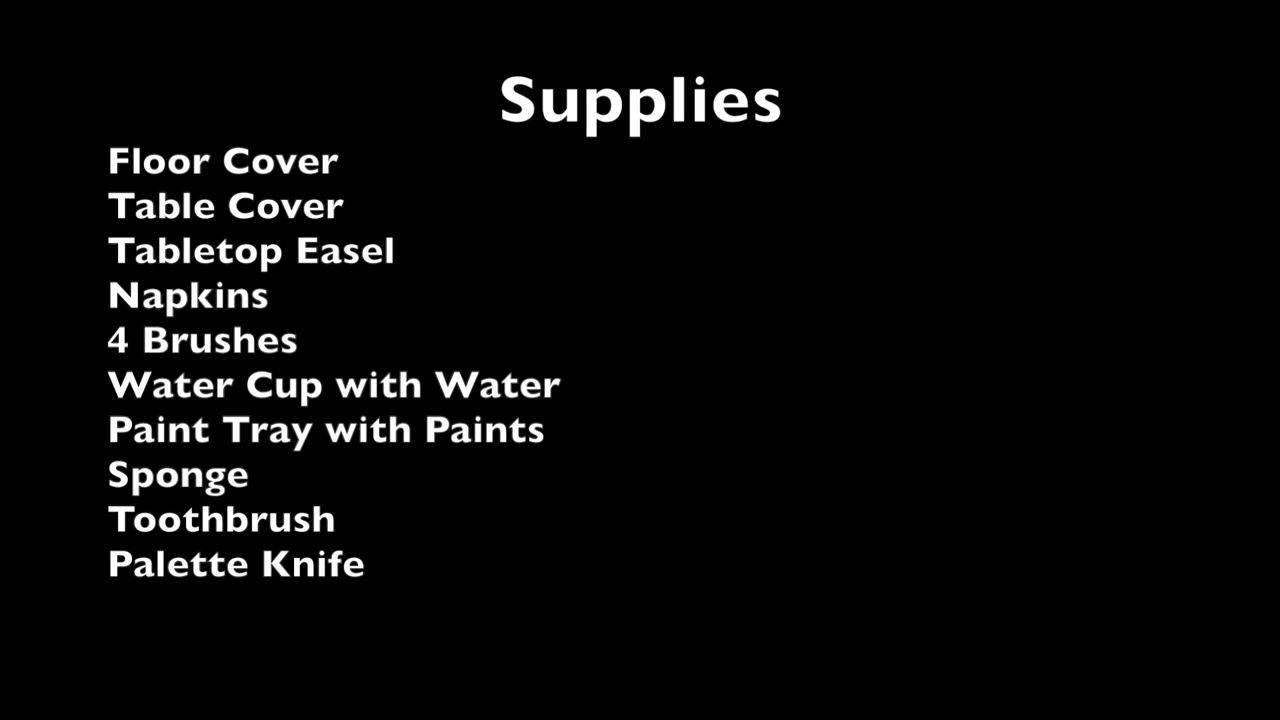 Supplies
Floor Cover
Table Cover
Tabletop Easel
Napkins
4 Brushes
Water Cup with Water
Paint Tray with Paints
Sponge
Toothbrush
Palette Knife